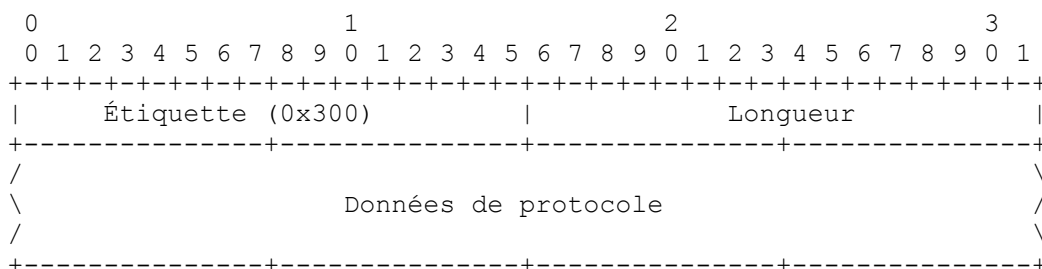 0                   1                   2                   3
 0 1 2 3 4 5 6 7 8 9 0 1 2 3 4 5 6 7 8 9 0 1 2 3 4 5 6 7 8 9 0 1
+-+-+-+-+-+-+-+-+-+-+-+-+-+-+-+-+-+-+-+-+-+-+-+-+-+-+-+-+-+-+-+-+
|     Étiquette (0x300)         |            Longueur           |
+---------------+---------------+---------------+---------------+
/                                                               \
\                    Données de protocole                       /
/                                                               \
+---------------+---------------+---------------+---------------+